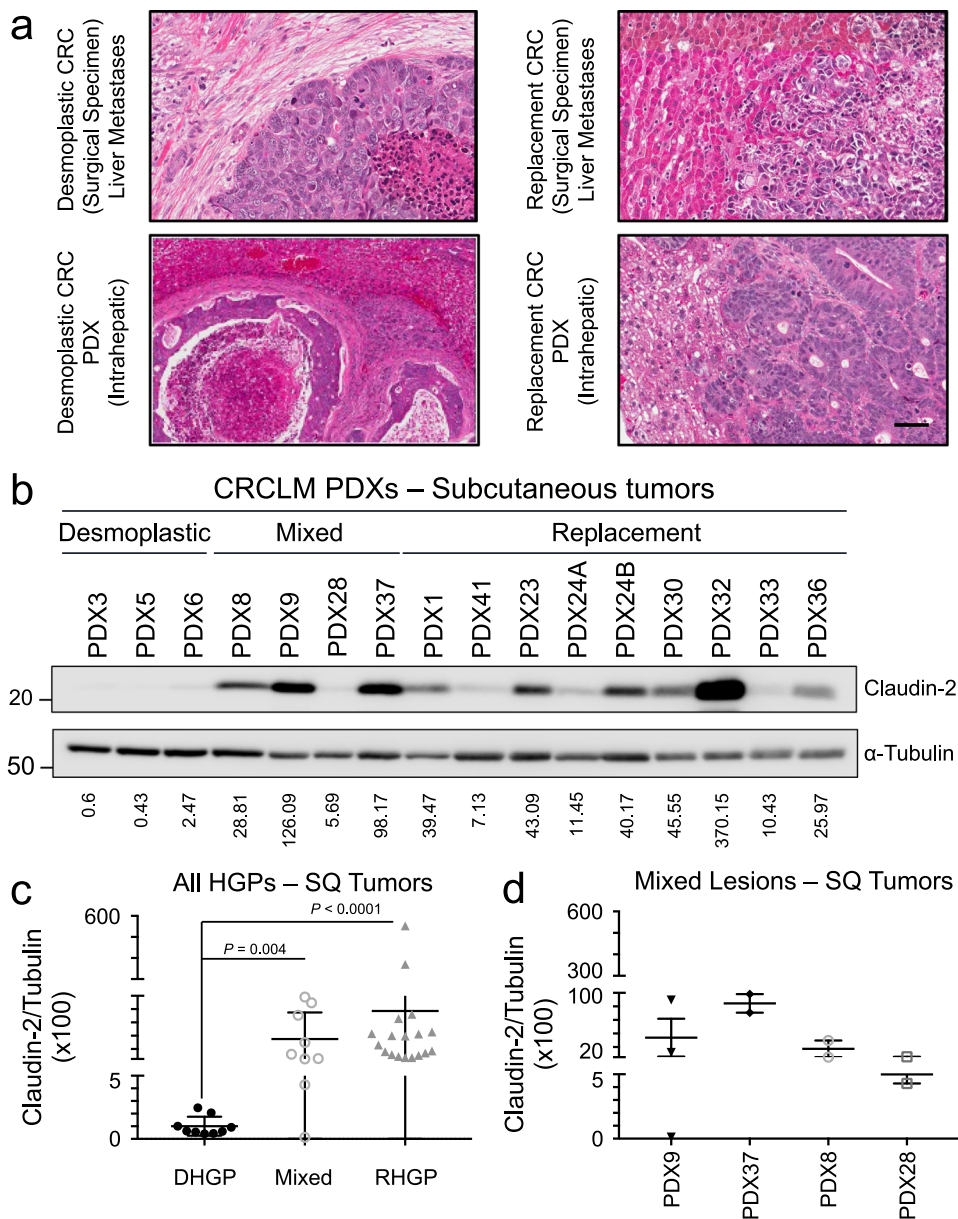 a
Desmoplastic CRC
(Surgical Specimen)
Liver Metastases
Replacement CRC
(Surgical Specimen)
Liver Metastases
Desmoplastic CRC
PDX
(Intrahepatic)
Replacement CRC
PDX
(Intrahepatic)
b
CRCLM PDXs – Subcutaneous tumors
Desmoplastic Mixed Replacement
PDX3 PDX5 PDX6 PDX8 PDX9 PDX28 PDX37 PDX1 PDX41 PDX23 PDX24A PDX24B PDX30 PDX32 PDX33 PDX36
20 Claudin-2
50 α-Tubulin
0.6 0.43 2.47 28.81 126.09 5.69 98.17 39.47 7.13 43.09 11.45 40.17 45.55 370.15 10.43 25.97
c
All HGPs – SQ Tumors
Claudin-2/Tubulin
(x100)
600
5
0
P < 0.0001
P = 0.004
DHGP Mixed RHGP
d
Mixed Lesions – SQ Tumors
Claudin-2/Tubulin
(x100)
600
300
100
20
5
0
PDX9 PDX37 PDX8 PDX28